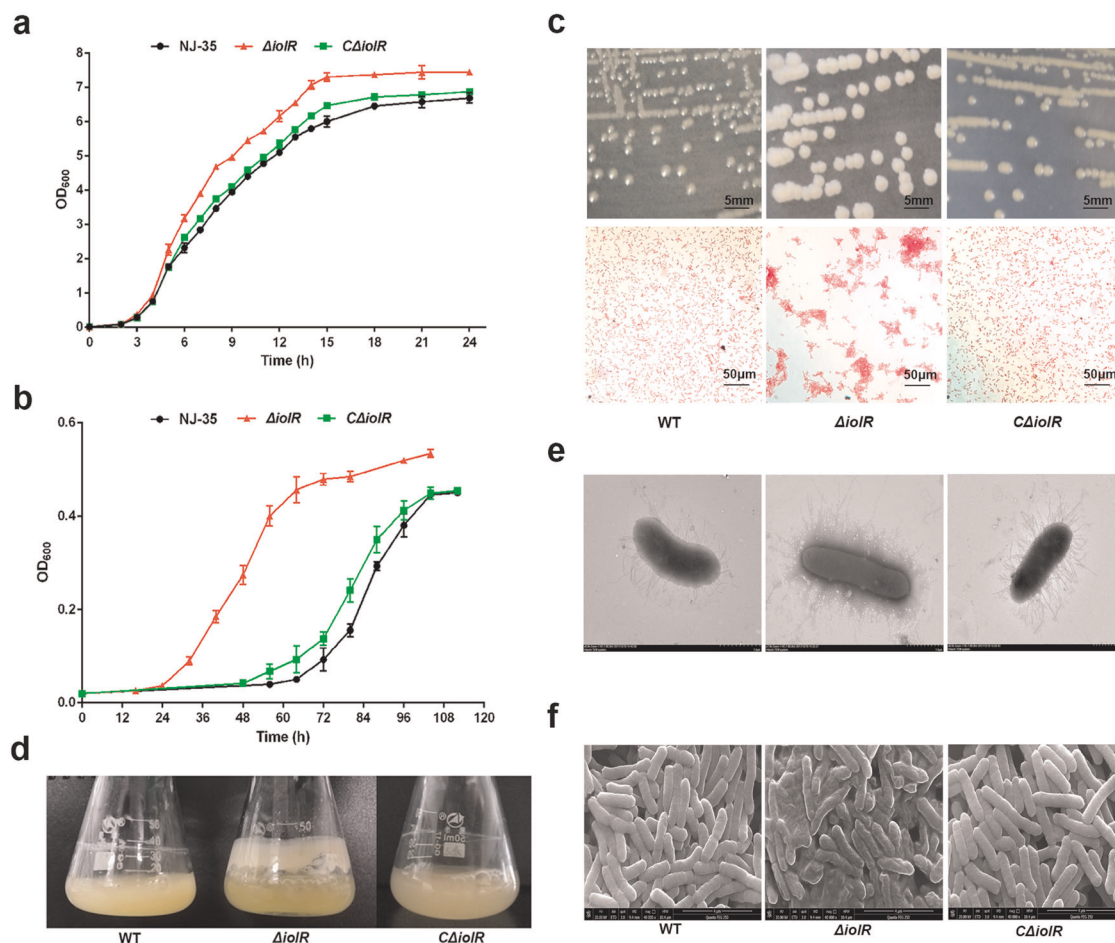 a
NJ-35 ΔiolR CΔiolR
8
7
6
5
4
3
2
1
0
OD600
0 3 6 9 12 15 18 21 24
Time (h)
b
NJ-35 ΔiolR CΔiolR
0.6
0.4
0.2
0.0
OD600
0 12 24 36 48 60 72 84 96 108 120
Time (h)
d
50
WT ΔiolR CΔiolR
c
5mm 5mm 5mm
50μm 50μm 50μm
WT ΔiolR CΔiolR
e
f
WT ΔiolR CΔiolR